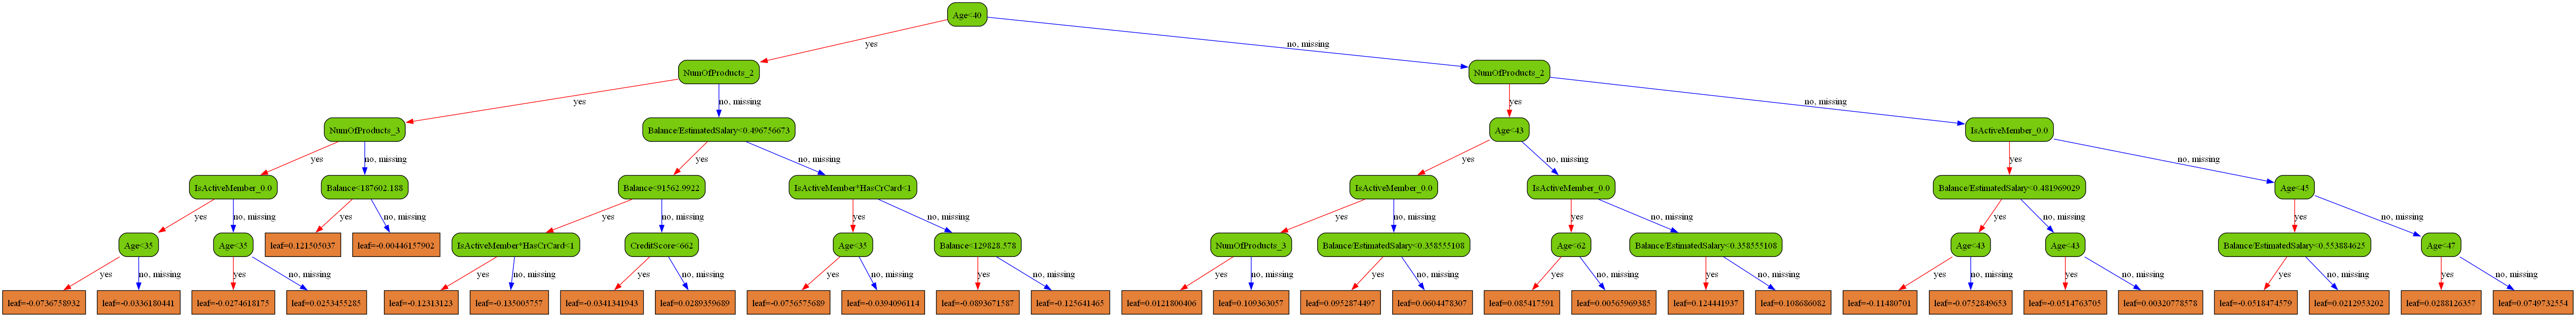 Age<40
yes
no, missing
NumOfProducts_2
NumOfProducts_2
yes
no, missing
yes
no, missing
NumOfProducts_3
Balance/EstimatedSalary<0.496756673
Age<43
IsActiveMember_0.0
yes
no, missing
yes
no, missing
yes
no, missing
yes
no, missing
IsActiveMember_0.0
Balance<187602.188
Balance<91562.9922
IsActiveMember*HasCrCard<1
IsActiveMember_0.0
IsActiveMember_0.0
Balance/EstimatedSalary<0.481969029
Age<45
yes
no, missing
yes
no, missing
yes
no, missing
yes
no, missing
yes
no, missing
yes
no, missing
yes
no, missing
yes
no, missing
Age<35
Age<35
leaf=0.121505037
leaf=-0.00446157902
IsActiveMember*HasCrCard<1
CreditScore<662
Age<35
Balance<129828.578
NumOfProducts_3
Balance/EstimatedSalary<0.358555108
Age<62
Balance/EstimatedSalary<0.358555108
Age<43
Age<43
Balance/EstimatedSalary<0.553884625
Age<47
yes
no, missing
yes
no, missing
yes
no, missing
yes
no, missing
yes
no, missing
yes
no, missing
yes
no, missing
yes
no, missing
yes
no, missing
yes
no, missing
yes
no, missing
yes
no, missing
yes
no, missing
yes
no, missing
leaf=-0.0736758932
leaf=-0.0336180441
leaf=-0.0274618175
leaf=0.0253455285
leaf=-0.12313123
leaf=-0.135005757
leaf=-0.0341341943
leaf=0.0289359689
leaf=-0.0756575689
leaf=-0.0394096114
leaf=-0.0893671587
leaf=-0.125641465
leaf=0.0121800406
leaf=0.109363057
leaf=0.0952874497
leaf=0.0604478307
leaf=0.085417591
leaf=0.00565969385
leaf=0.124441937
leaf=0.108686082
leaf=-0.11480701
leaf=-0.0752849653
leaf=-0.0514763705
leaf=0.00320778578
leaf=-0.0518474579
leaf=0.0212953202
leaf=0.0288126357
leaf=0.0749732554